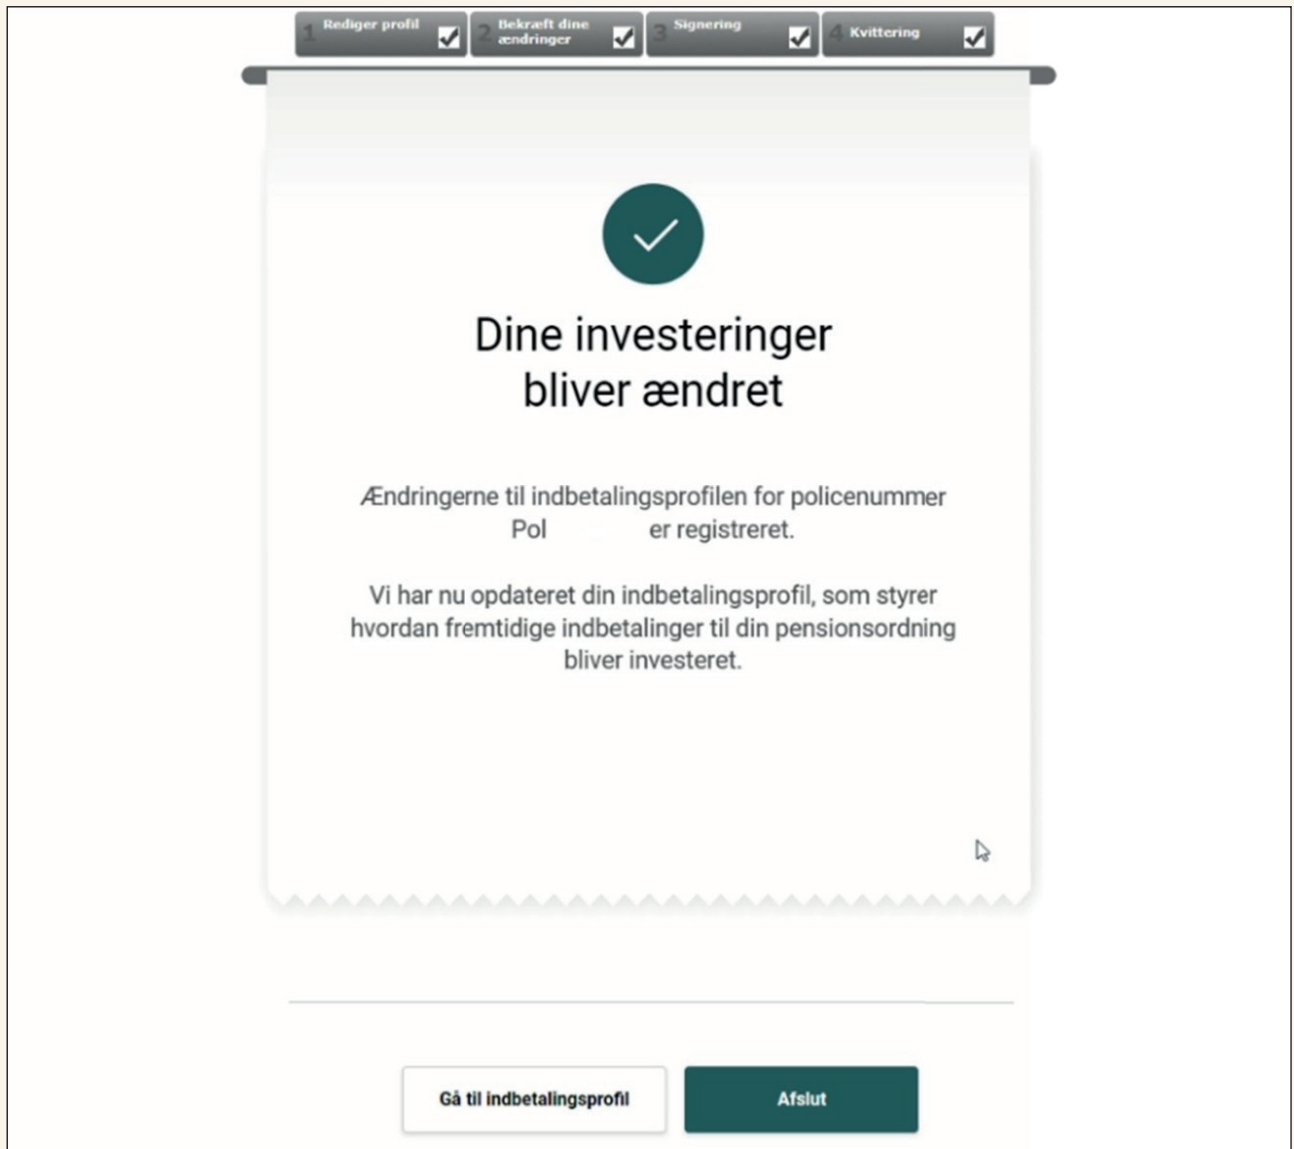 1 Rediger profil
2 Bekræft dine
ændringer
3 Signering
4 Kvittering
Dine investeringer
bliver ændret
Ændringerne til indbetalingsprofilen for policenummer
Pol er registreret.
Vi har nu opdateret din indbetalingsprofil, som styrer
hvordan fremtidige indbetalinger til din pensionsordning
bliver investeret.
Gå til indbetalingsprofil
Afslut